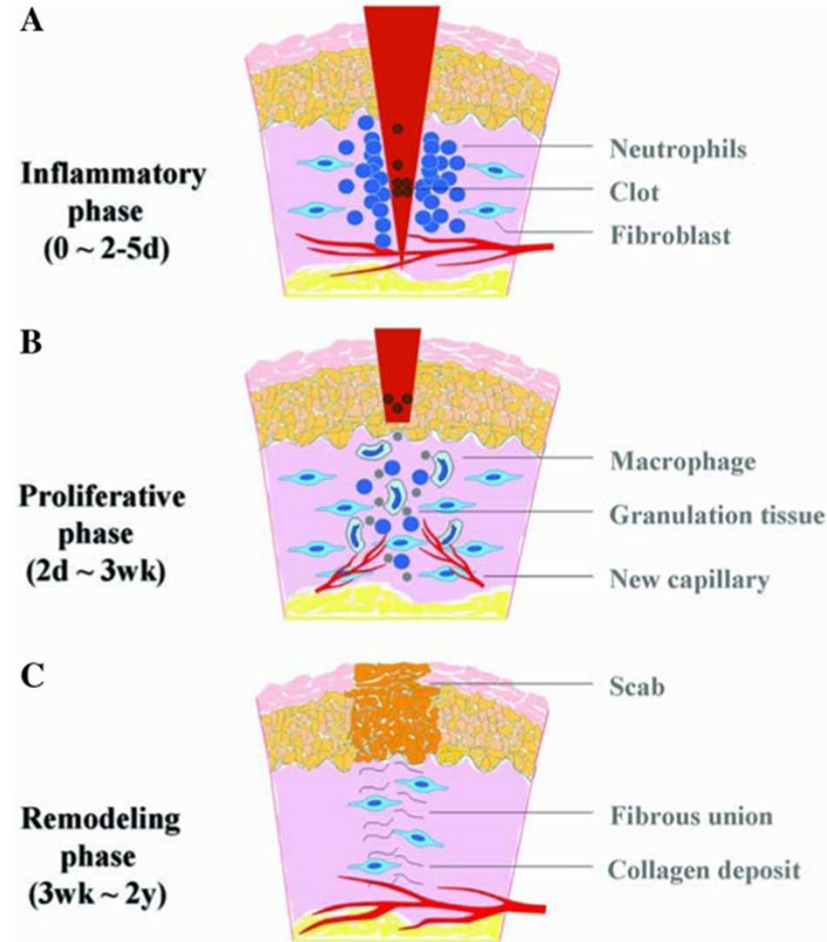 A
Inflammatory
phase
(0 ~ 2-5d)
Neutrophils
Clot
Fibroblast
B
Proliferative
phase
(2d ~ 3wk)
Macrophage
Granulation tissue
New capillary
C
Remodeling
phase
(3wk ~ 2y)
Scab
Fibrous union
Collagen deposit